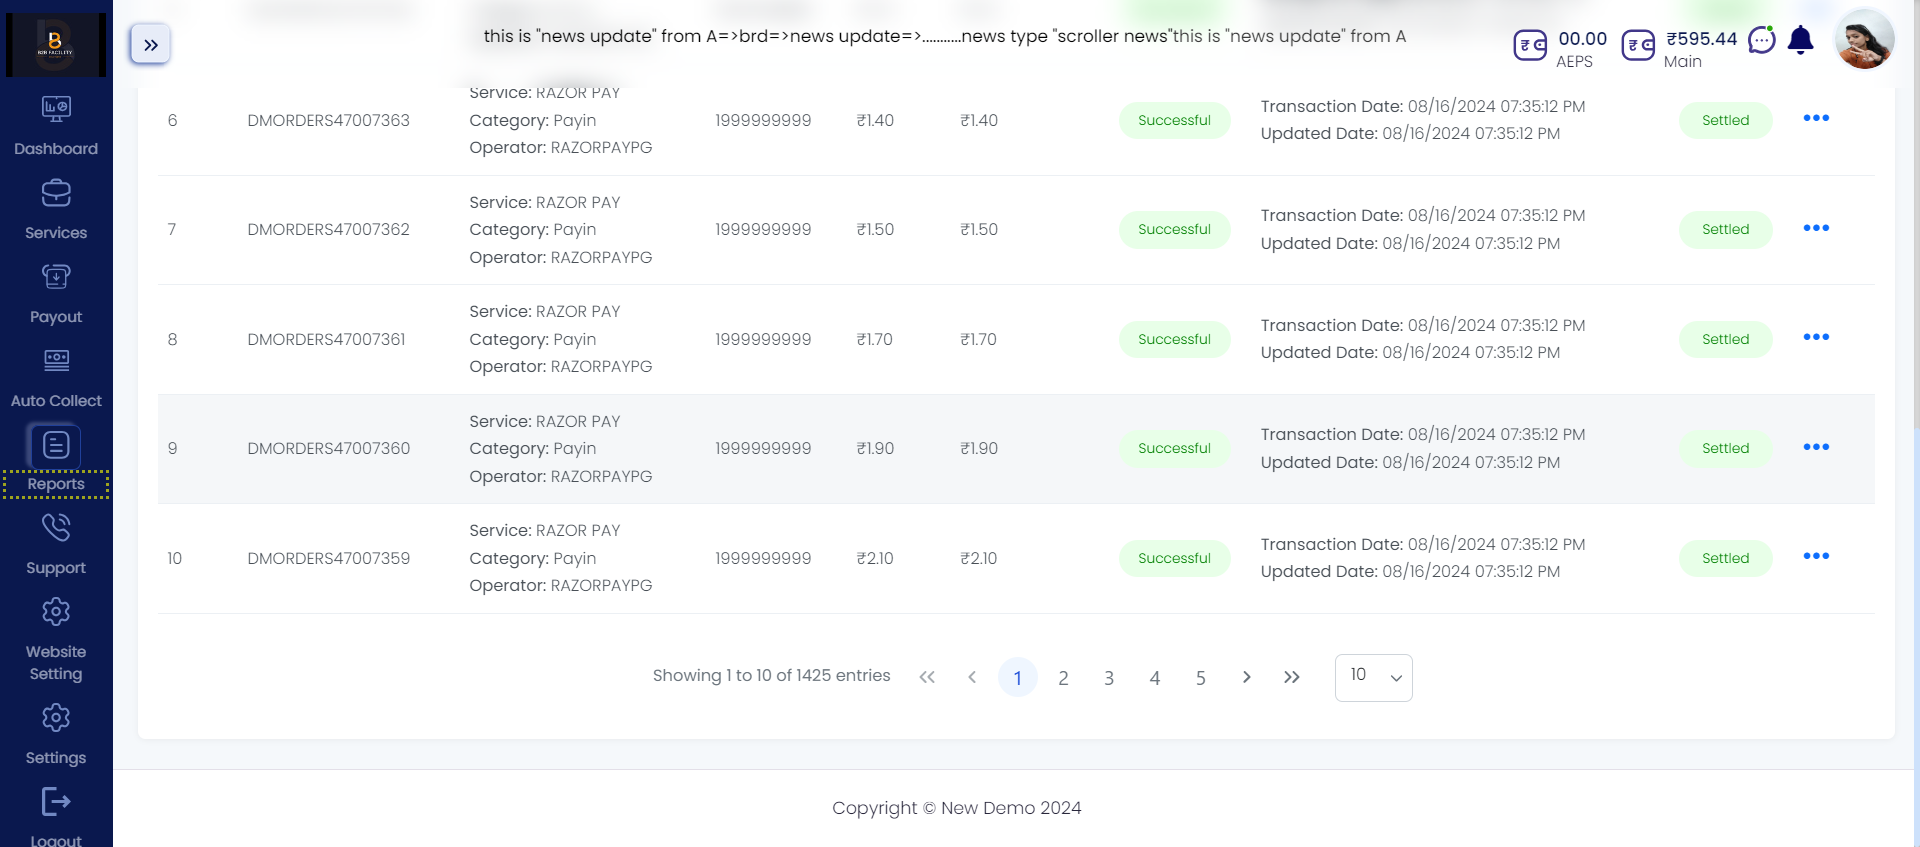 B2B FACILITY
this is "news update" from A=>brd=>news update=>...........news type "scroller news"this is "news update" from A
00.00
AEPS
₹595.44
Main
Dashboard
Services
Payout
Auto Collect
Reports
Support
Website
Setting
Settings
Logout
6 DMORDERS47007363 Service: RAZOR PAY
Category: Payin
Operator: RAZORPAYPG
1999999999 ₹1.40 ₹1.40 Successful Transaction Date: 08/16/2024 07:35:12 PM
Updated Date: 08/16/2024 07:35:12 PM
Settled
7 DMORDERS47007362 Service: RAZOR PAY
Category: Payin
Operator: RAZORPAYPG
1999999999 ₹1.50 ₹1.50 Successful Transaction Date: 08/16/2024 07:35:12 PM
Updated Date: 08/16/2024 07:35:12 PM
Settled
8 DMORDERS47007361 Service: RAZOR PAY
Category: Payin
Operator: RAZORPAYPG
1999999999 ₹1.70 ₹1.70 Successful Transaction Date: 08/16/2024 07:35:12 PM
Updated Date: 08/16/2024 07:35:12 PM
Settled
9 DMORDERS47007360 Service: RAZOR PAY
Category: Payin
Operator: RAZORPAYPG
1999999999 ₹1.90 ₹1.90 Successful Transaction Date: 08/16/2024 07:35:12 PM
Updated Date: 08/16/2024 07:35:12 PM
Settled
10 DMORDERS47007359 Service: RAZOR PAY
Category: Payin
Operator: RAZORPAYPG
1999999999 ₹2.10 ₹2.10 Successful Transaction Date: 08/16/2024 07:35:12 PM
Updated Date: 08/16/2024 07:35:12 PM
Settled
Showing 1 to 10 of 1425 entries 1 2 3 4 5 10
Copyright © New Demo 2024